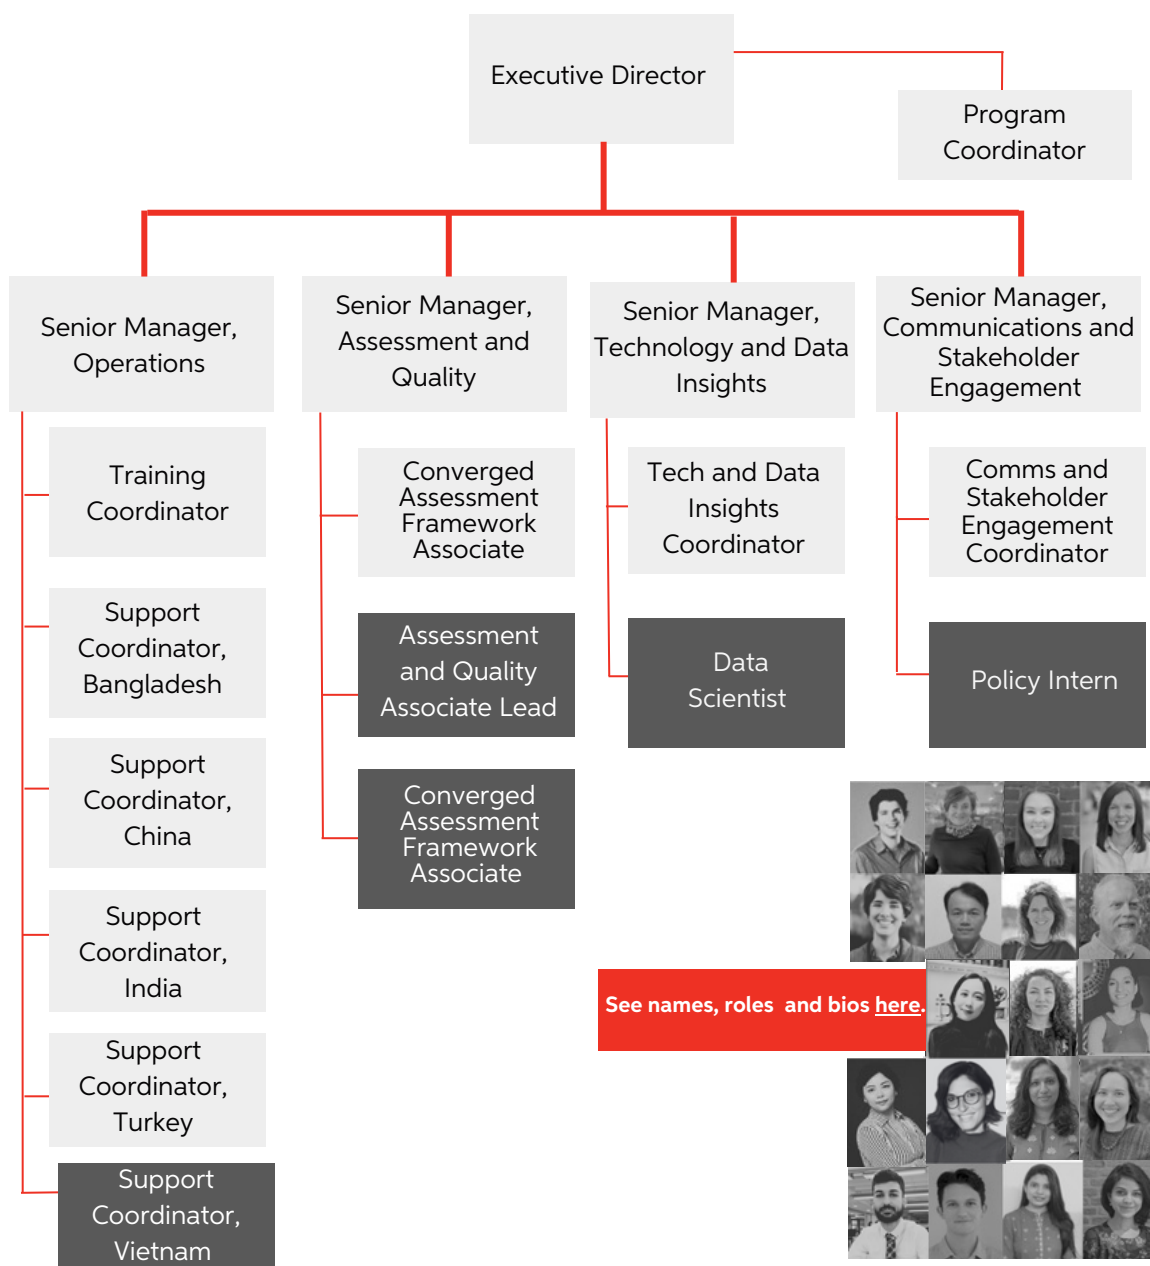 Executive Director
Program
Coordinator
Senior Manager,
Operations
Training
Coordinator
Support
Coordinator,
Bangladesh
Support
Coordinator,
China
Support
Coordinator,
India
Support
Coordinator,
Turkey
Support
Coordinator,
Vietnam
Senior Manager,
Assessment and
Quality
Converged
Assessment
Framework
Associate
Assessment
and Quality
Associate Lead
Converged
Assessment
Framework
Associate
Senior Manager,
Technology and Data
Insights
Tech and Data
Insights
Coordinator
Data
Scientist
Senior Manager,
Communications and
Stakeholder
Engagement
Comms and
Stakeholder
Engagement
Coordinator
Policy Intern
See names, roles  and bios here.